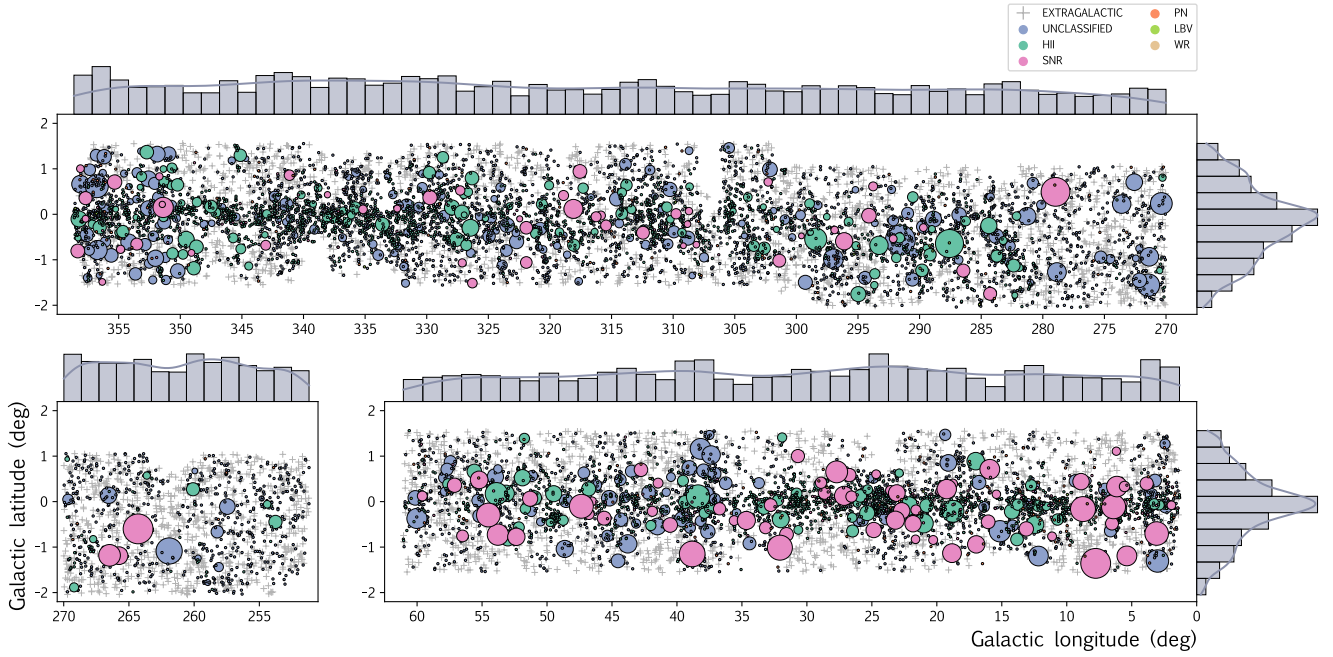 EXTRAGALACTIC PN
UNCLASSIFIED LBV
HII WR
SNR
2
1
0
-1
-2
355 350 345 340 335 330 325 320 315 310 305 300 295 290 285 280 275 270
Galactic latitude (deg)
2 2
1 1
0 0
-1 -1
-2 -2
270 265 260 255 60 55 50 45 40 35 30 25 20 15 10 5 0
Galactic longitude (deg)